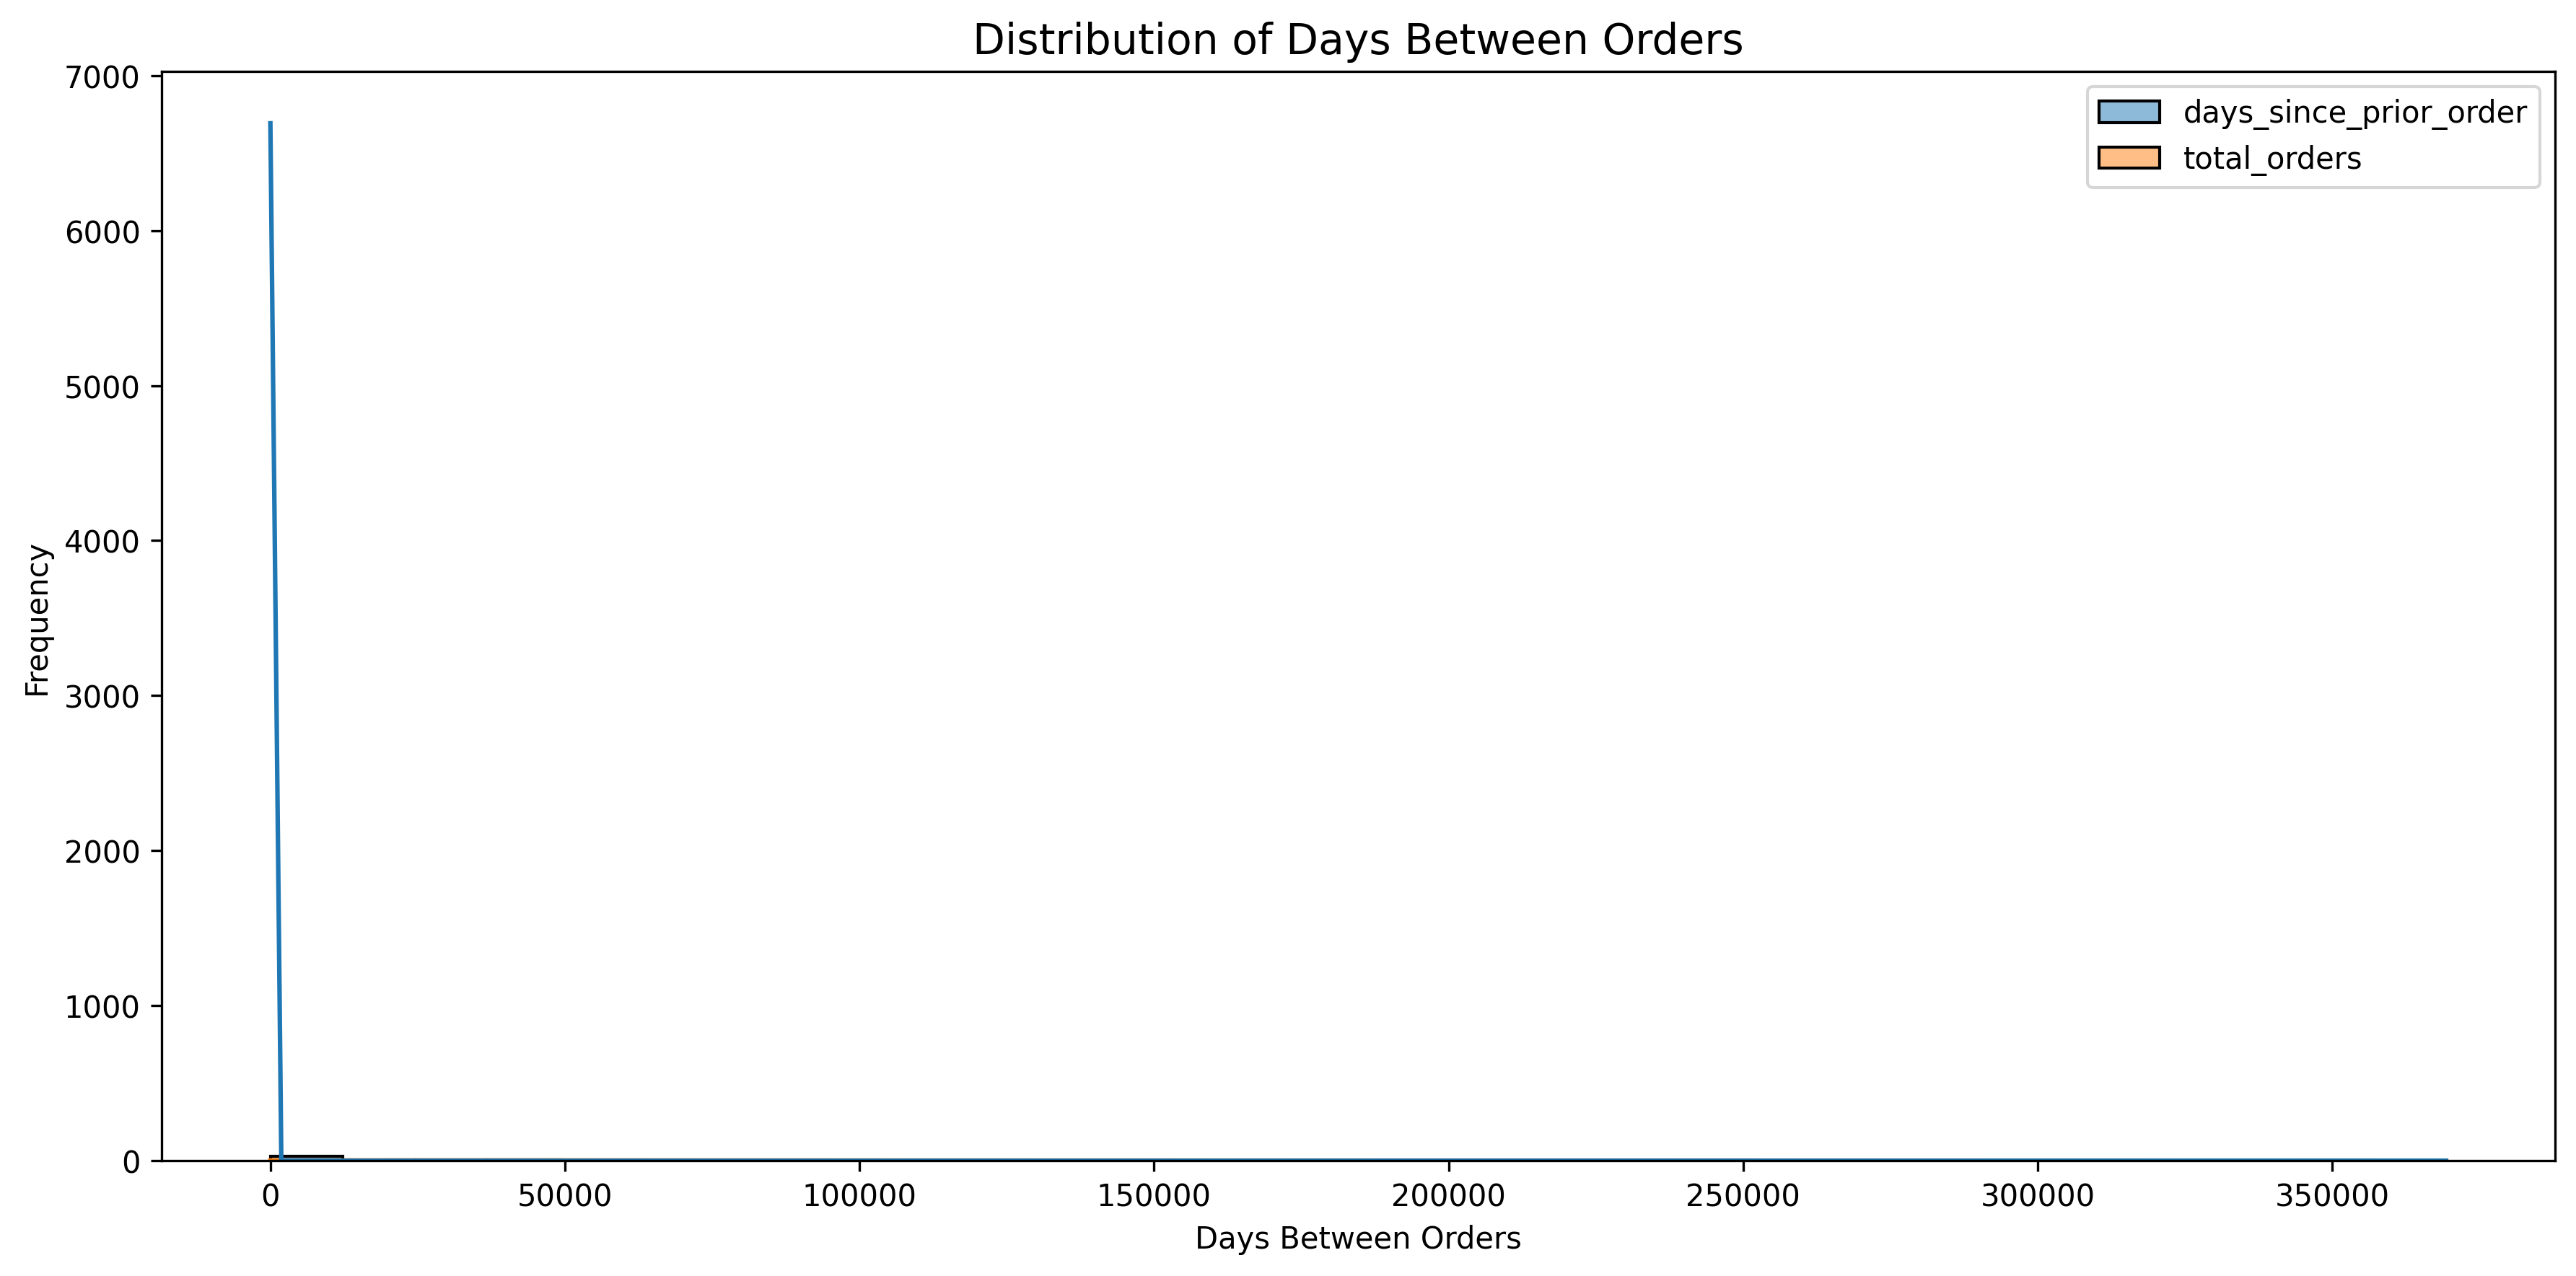 Distribution of Days Between Orders
days_since_prior_order
total_orders
7000
6000
5000
4000
3000
2000
1000
0
Frequency
0 50000 100000 150000 200000 250000 300000 350000
Days Between Orders